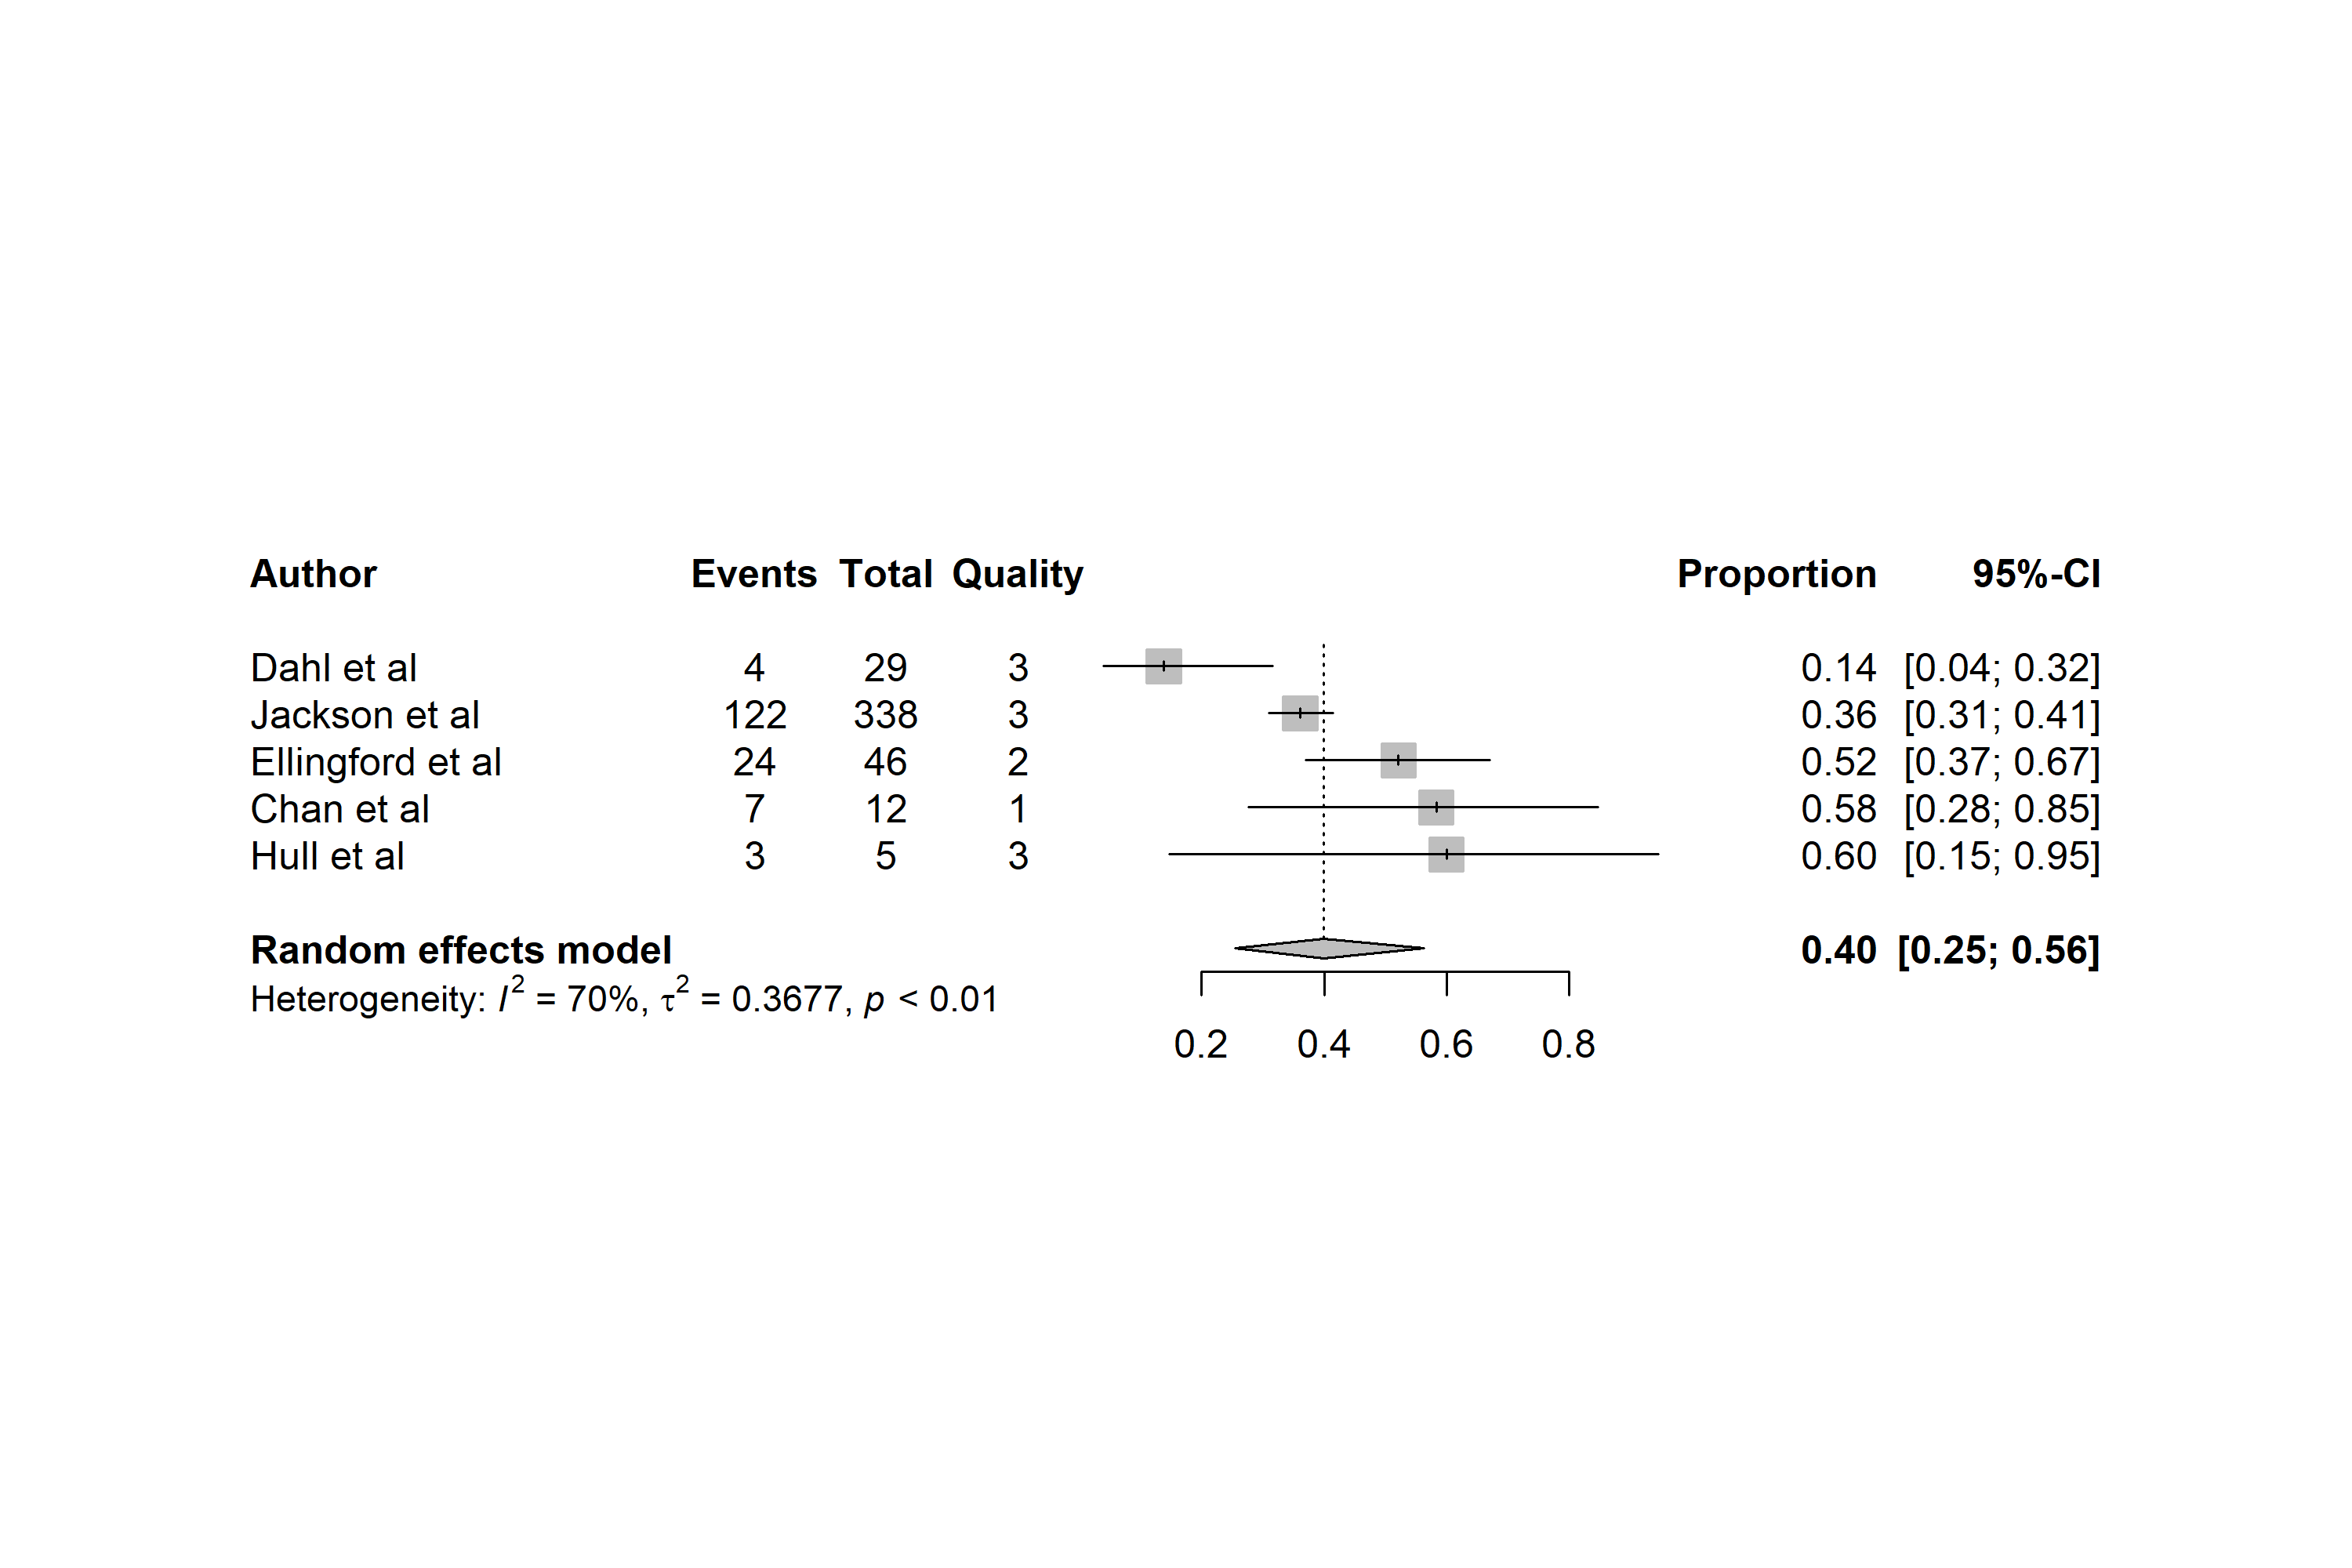 Author Events Total Quality Proportion 95%-CI
Dahl et al 4 29 3 0.14 [0.04; 0.32]
Jackson et al 122 338 3 0.36 [0.31; 0.41]
Ellingford et al 24 46 2 0.52 [0.37; 0.67]
Chan et al 7 12 1 0.58 [0.28; 0.85]
Hull et al 3 5 3 0.60 [0.15; 0.95]
Random effects model 0.40 [0.25; 0.56]
Heterogeneity: I² = 70%, τ² = 0.3677, p < 0.01
0.2 0.4 0.6 0.8